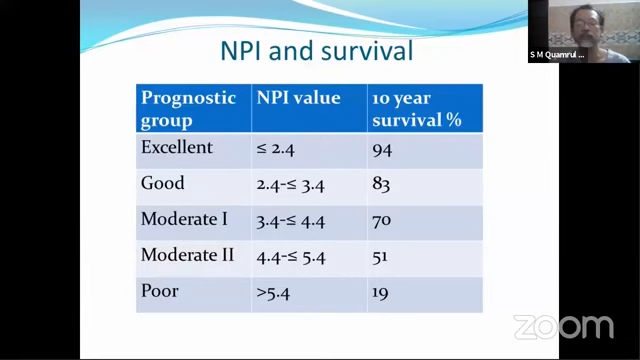 NPI and survival
S M Quamrul ...
Prognostic group NPI value 10 year survival %
Excellent ≤ 2.4 94
Good 2.4-≤ 3.4 83
Moderate I 3.4-≤ 4.4 70
Moderate II 4.4-≤ 5.4 51
Poor >5.4 19
zoom